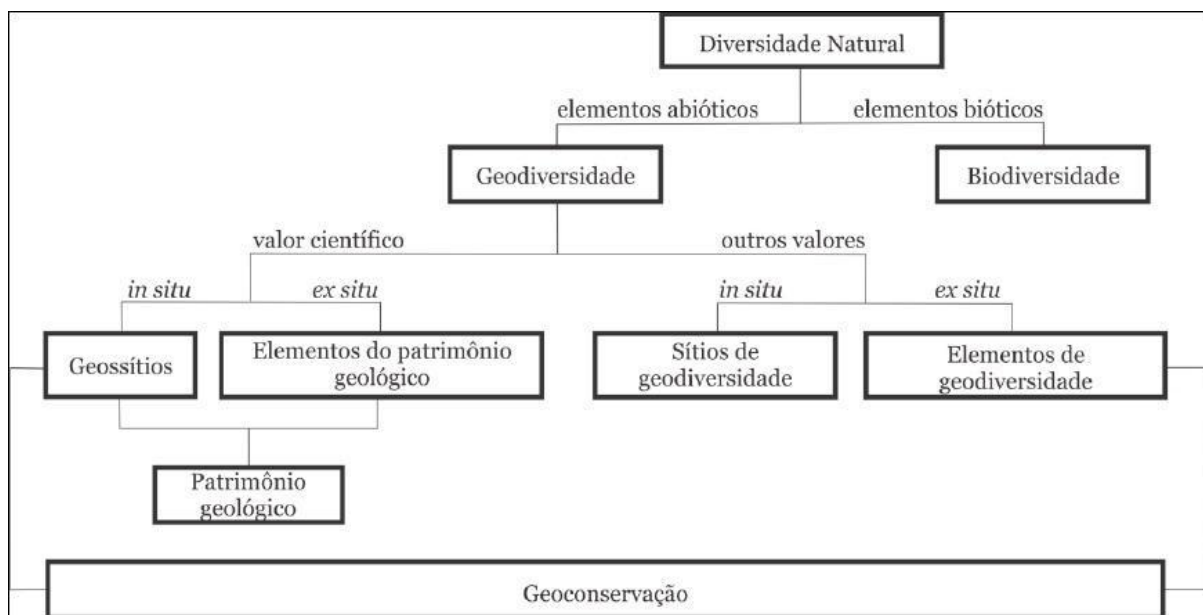 Diversidade Natural
elementos abióticos
elementos bióticos
Geodiversidade
Biodiversidade
valor científico
outros valores
in situ
ex situ
in situ
ex situ
Geossítios
Elementos do patrimônio
geológico
Sítios de
geodiversidade
Elementos de
geodiversidade
Patrimônio
geológico
Geoconservação